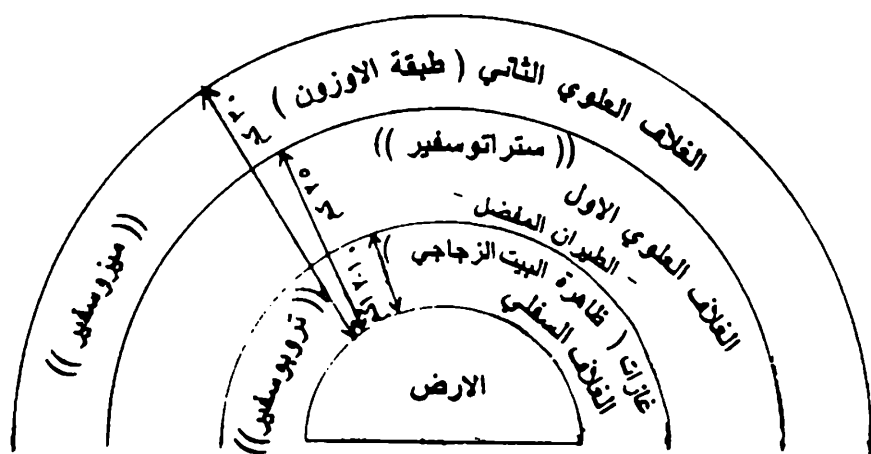 الغلاف العلوي الثاني ( طبقة الاوزون )
(( ميزوسفير ))
(( ستراتوسفير ))
الغلاف العلوي الاول
- الطيران المفضل -
(( تروبوسفير ))
غازات ( ظاهرة البيت الزجاجي )
الغلاف السفلي
الارض